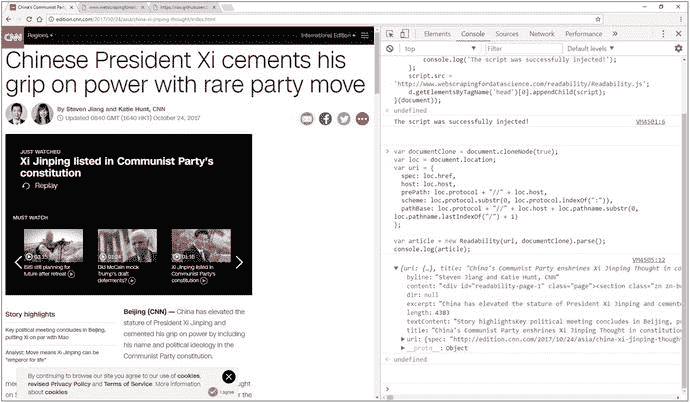 China's Communist Party
www.webscrapingfordata
https://raw.githubuserc
edition.cnn.com/2017/10/24/asia/china-xi-jinping-thought/index.html
CNN
Regions
International Edition +
Chinese President Xi cements his
grip on power with rare party move
By Steven Jiang and Katie Hunt, CNN
Updated 0840 GMT (1640 HKT) October 24, 2017
JUST WATCHED
Xi Jinping listed in Communist Party's
constitution
Replay
MUST WATCH
ISIS still planning for
future after retreat
Did McCain mock
Trump's draft
deferments?
Xi Jinping listed in
Communist Party's
constitution
Story highlights
Key political meeting concludes in Beijing,
putting Xi on par with Mao
Analyst: Move means Xi Jinping can be
"emperor for life"
Beijing (CNN) — China has elevated the
stature of President Xi Jinping and
cemented his grip on power by including
his name and political ideology in the
Communist Party constitution.
By continuing to browse our site you agree to our use of cookies,
revised Privacy Policy and Terms of Service. More information
about cookies
I agree
Elements
Console
Sources
Network
Performance
»
top
Filter
Default levels ▼
console.log('The script was successfully injected!');
};
script.src =
'http://www.webscrapingfordatascience.com/readability/Readability.js';
d.getElementsByTagName('head')[0].appendChild(script);
}(document));
undefined
The script was successfully injected!
VM4501:6
var documentClone = document.cloneNode(true);
var loc = document.location;
var uri = {
spec: loc.href,
host: loc.host,
prePath: loc.protocol + "//" + loc.host,
scheme: loc.protocol.substr(0, loc.protocol.indexOf(":")),
pathBase: loc.protocol + "//" + loc.host + loc.pathname.substr(0,
loc.pathname.lastIndexOf("/") + 1)
};
var article = new Readability(uri, documentClone).parse();
console.log(article);
VM4505:12
{uri: {…}, title: "China's Communist Party enshrines Xi Jinping Thought in co
byline: "Steven Jiang and Katie Hunt, CNN"
content: "<div id="readability-page-1" class="page"><section class="zn zn-bo
dir: null
excerpt: "China has elevated the stature of President Xi Jinping and cemente
length: 4383
textContent: "Story highlightsKey political meeting concludes in Beijing, pu
title: "China's Communist Party enshrines Xi Jinping Thought in constitution
uri: {spec: "http://edition.cnn.com/2017/10/24/asia/china-xi-jinping-though
__proto__: Object
undefined